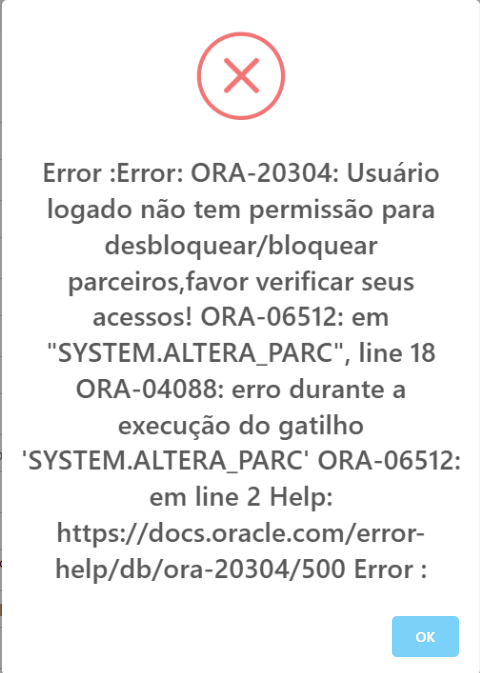 Error :Error: ORA-20304: Usuário
logado não tem permissão para
desbloquear/bloquear
parceiros,favor verificar seus
acessos! ORA-06512: em
"SYSTEM.ALTERA_PARC", line 18
ORA-04088: erro durante a
execução do gatilho
'SYSTEM.ALTERA_PARC' ORA-06512:
em line 2 Help:
https://docs.oracle.com/error-
help/db/ora-20304/500 Error :
OK